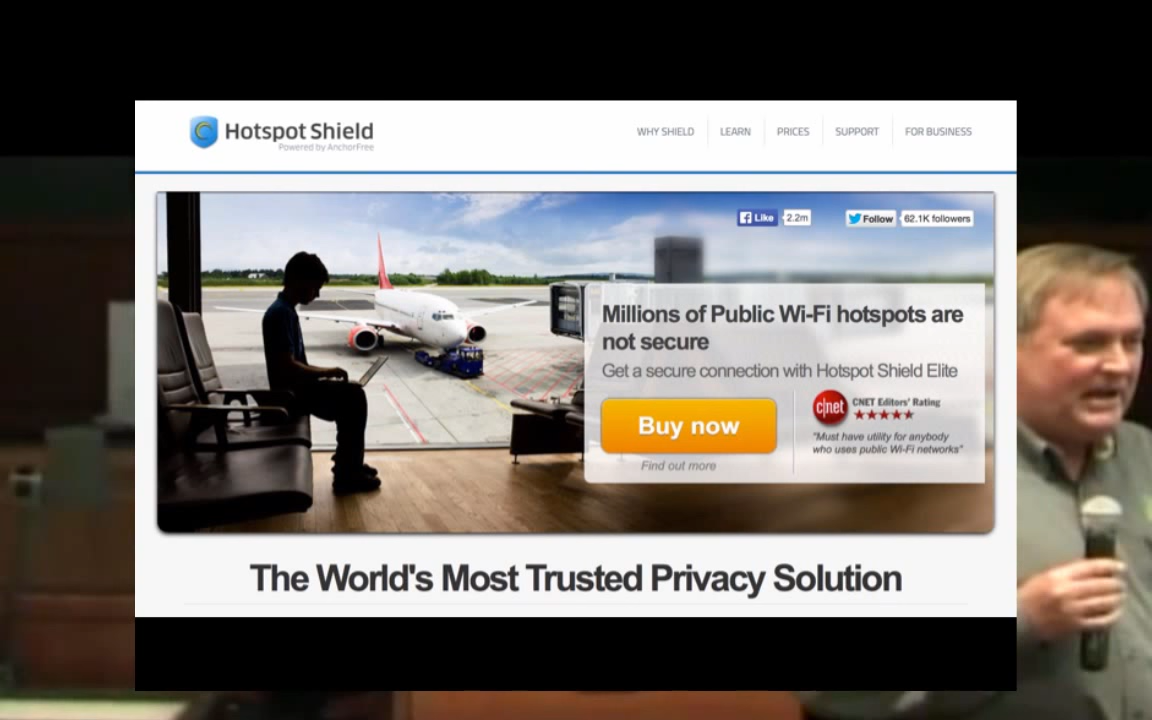 Hotspot Shield
Powered by AnchorFree
WHY SHIELD
LEARN
PRICES
SUPPORT
FOR BUSINESS
Like
2.2m
Follow
62.1K followers
Millions of Public Wi-Fi hotspots are
not secure
Get a secure connection with Hotspot Shield Elite
Buy now
Find out more
c|net
CNET Editors' Rating
"Must have utility for anybody
who uses public Wi-Fi networks"
The World's Most Trusted Privacy Solution